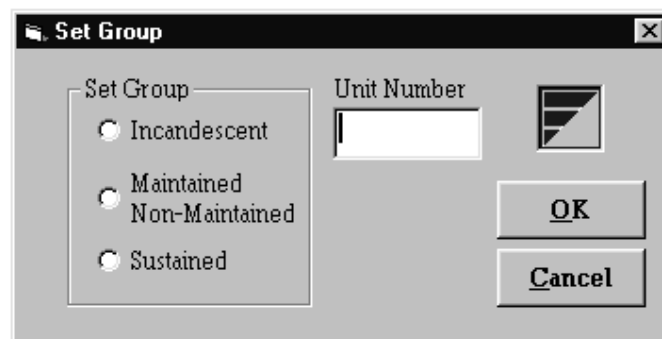 Set Group
Set Group
Incandescent
Maintained
Non-Maintained
Sustained
Unit Number
OK
Cancel